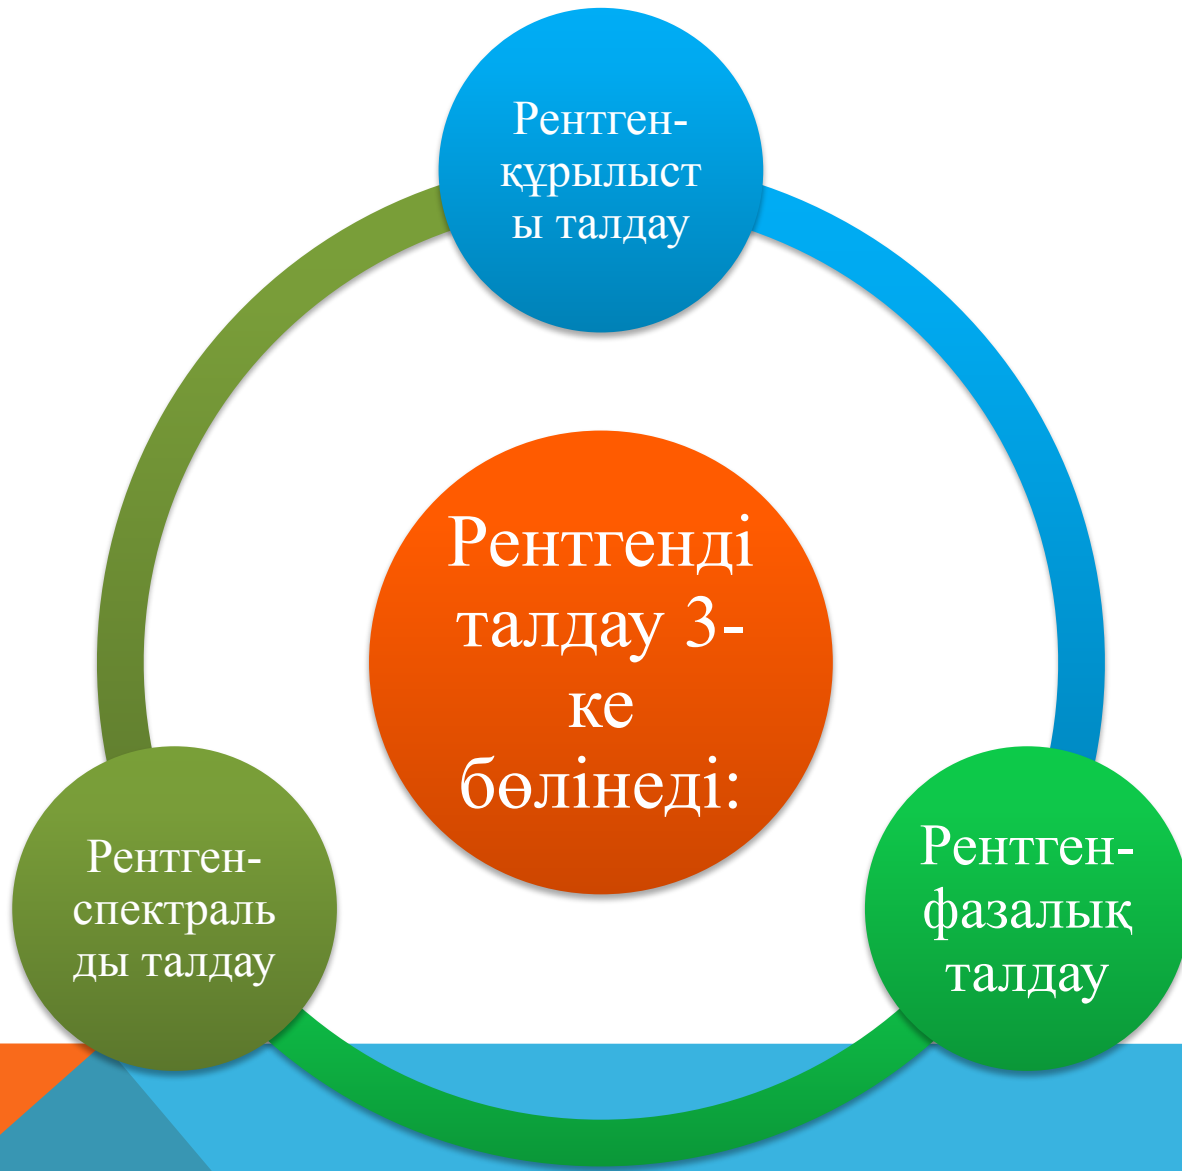 Рентген-
құрылыст
ы талдау
Рентгенді
талдау 3-
ке
бөлінеді:
Рентген-
спектраль
ды талдау
Рентген-
фазалық
талдау